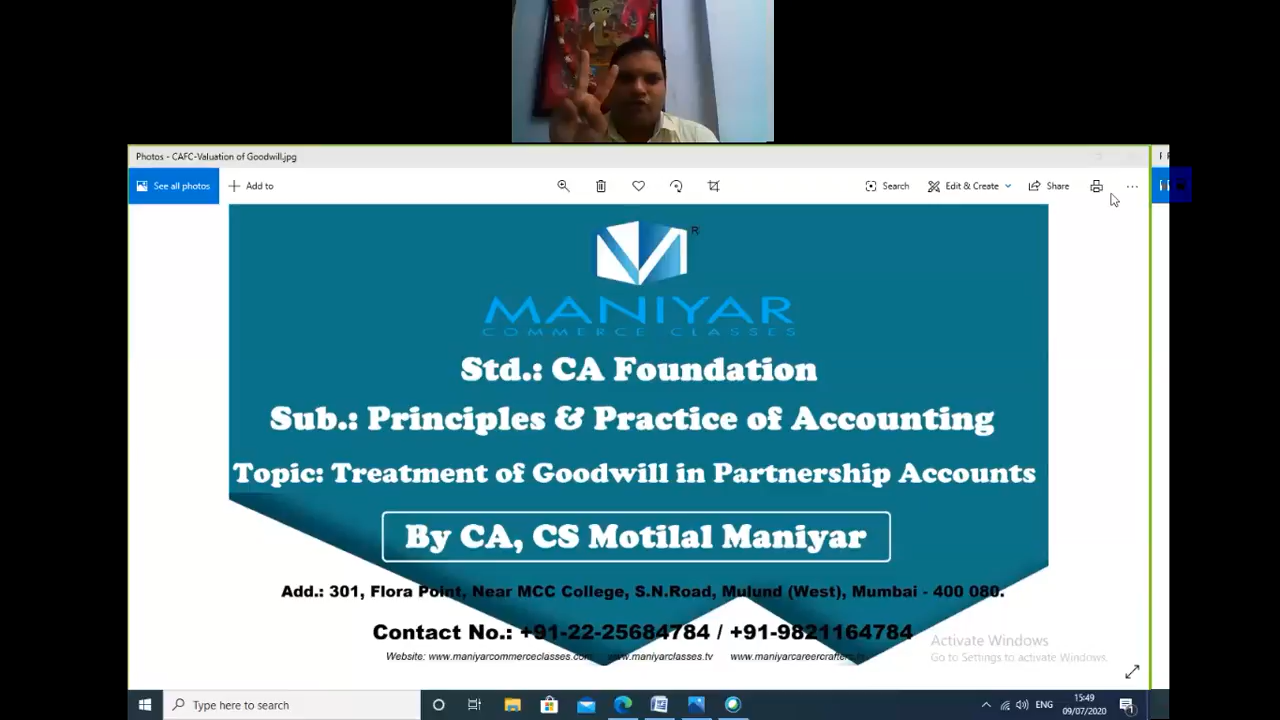 Photos - CAFC-Valuation of Goodwill.jpg
See all photos
Add to
Search
Edit & Create
Share
R
MANIYAR
COMMERCE CLASSES
Std.: CA Foundation
Sub.: Principles & Practice of Accounting
Topic: Treatment of Goodwill in Partnership Accounts
By CA, CS Motilal Maniyar
Add.: 301, Flora Point, Near MCC College, S.N.Road, Mulund (West), Mumbai - 400 080.
Contact No.: +91-22-25684784 / +91-9821164784
Website: www.maniyarcommerceclasses.com www.maniyarclasses.tv
Activate Windows
Go to Settings to activate Windows.
Type here to search
ENG
15:49
09/07/2020